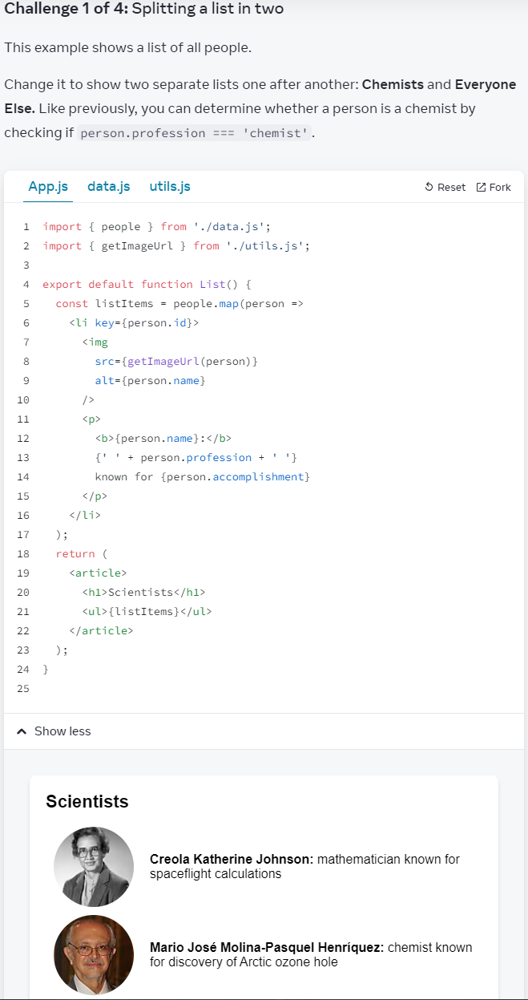 Challenge 1 of 4: Splitting a list in two
This example shows a list of all people.
Change it to show two separate lists one after another: Chemists and Everyone
Else. Like previously, you can determine whether a person is a chemist by
checking if person.profession === 'chemist'.
App.js data.js utils.js Reset Fork
1 import { people } from './data.js';
2 import { getImageUrl } from './utils.js';
3
4 export default function List() {
5 const listItems = people.map(person =>
6 <li key={person.id}>
7 <img
8 src={getImageUrl(person)}
9 alt={person.name}
10 />
11 <p>
12 <b>{person.name}:</b>
13 {' ' + person.profession + ' '}
14 known for {person.accomplishment}
15 </p>
16 </li>
17 );
18 return (
19 <article>
20 <h1>Scientists</h1>
21 <ul>{listItems}</ul>
22 </article>
23 );
24 }
25
Show less
Scientists
Creola Katherine Johnson: mathematician known for
spaceflight calculations
Mario José Molina-Pasquel Henríquez: chemist known
for discovery of Arctic ozone hole